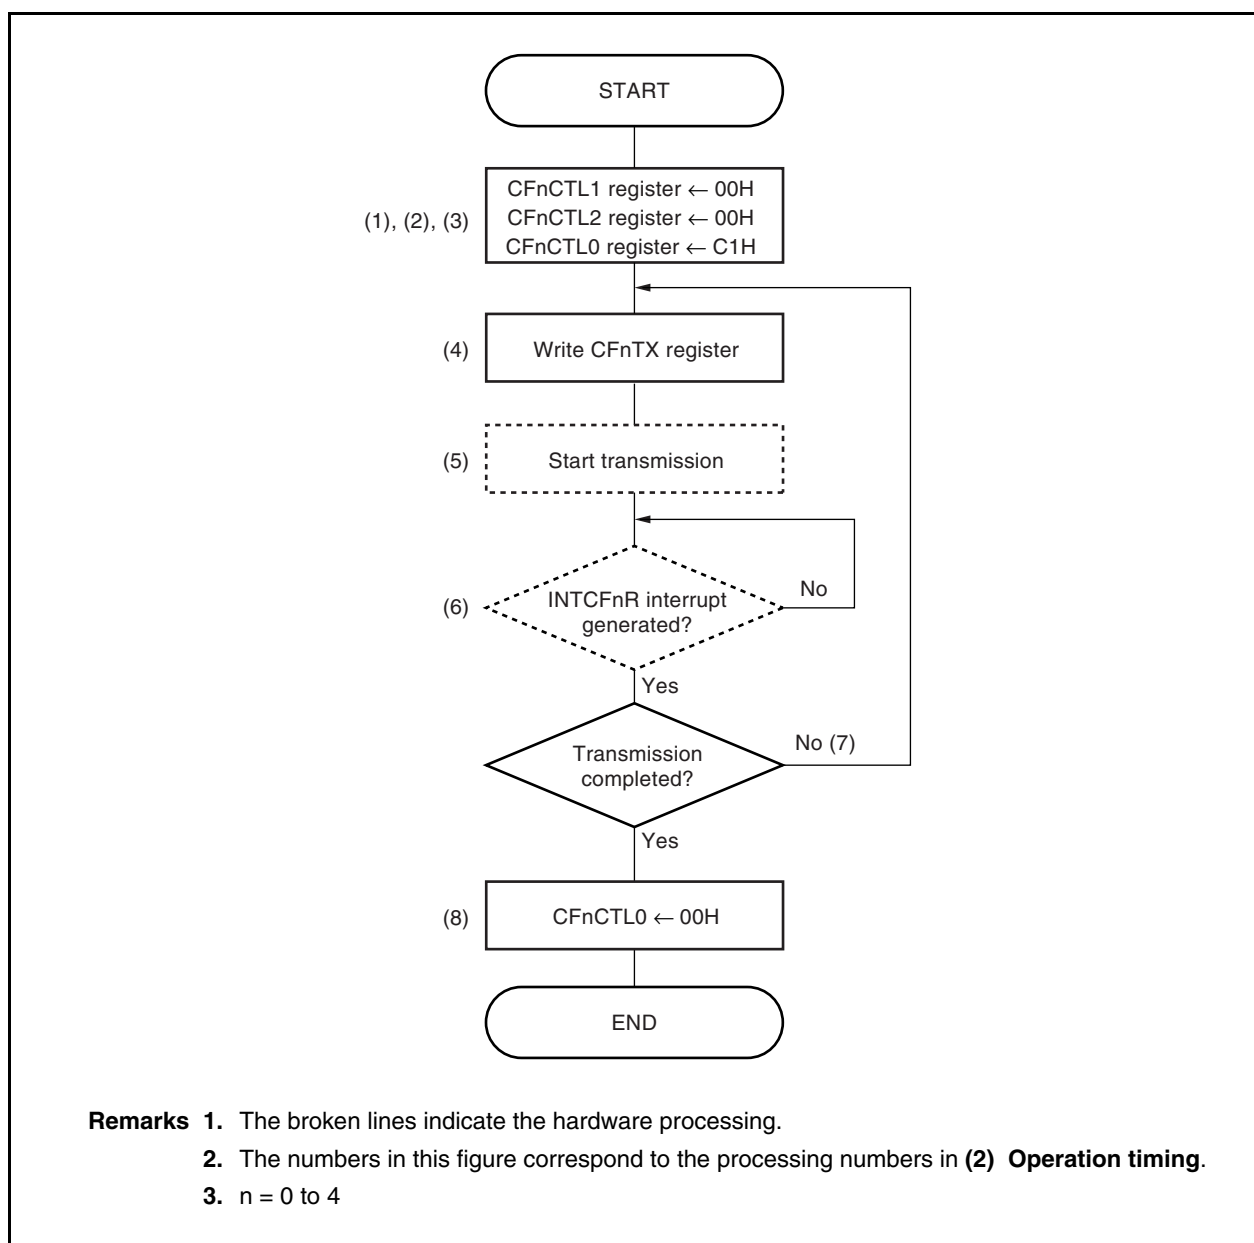 START
CFnCTL1 register ← 00H
(1), (2), (3)
CFnCTL2 register ← 00H
CFnCTL0 register ← C1H
(4)
Write CFnTX register
(5)
Start transmission
(6)
INTCFnR interrupt
generated?
No
Yes
Transmission
completed?
No (7)
Yes
(8)
CFnCTL0 ← 00H
END
Remarks 1. The broken lines indicate the hardware processing.
2. The numbers in this figure correspond to the processing numbers in (2) Operation timing.
3. n = 0 to 4